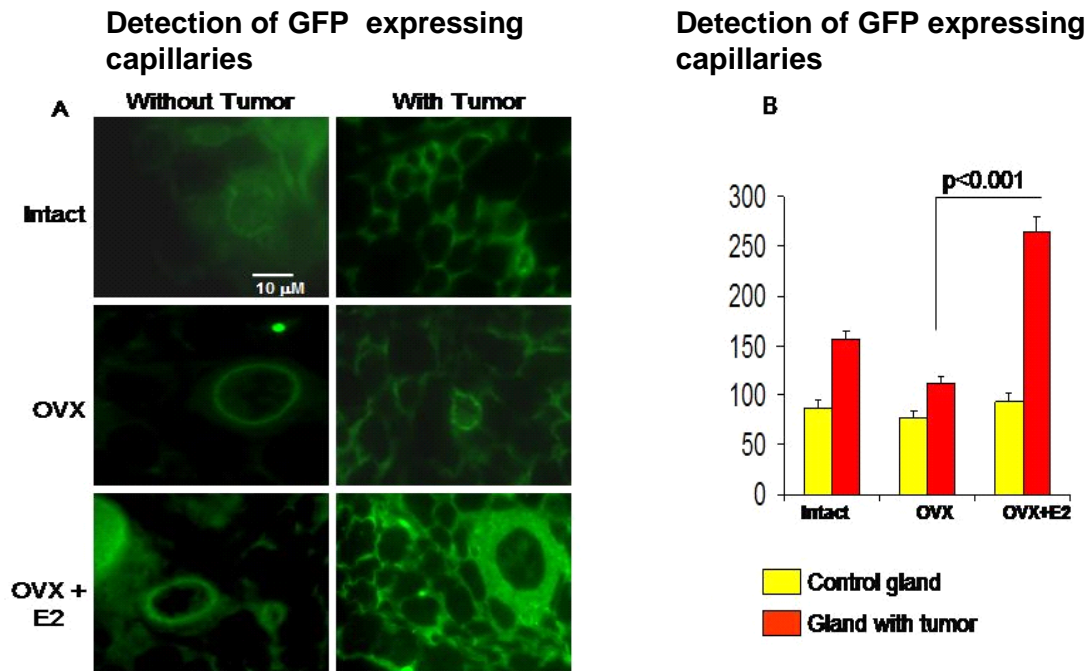 Detection of GFP expressing
capillaries
A
Without Tumor
With Tumor
Intact
10 µM
OVX
OVX +
E2
Detection of GFP expressing
capillaries
B
p<0.001
300
250
300
150
100
50
0
Intact
OVX
OVX+E2
Control gland
Gland with tumor